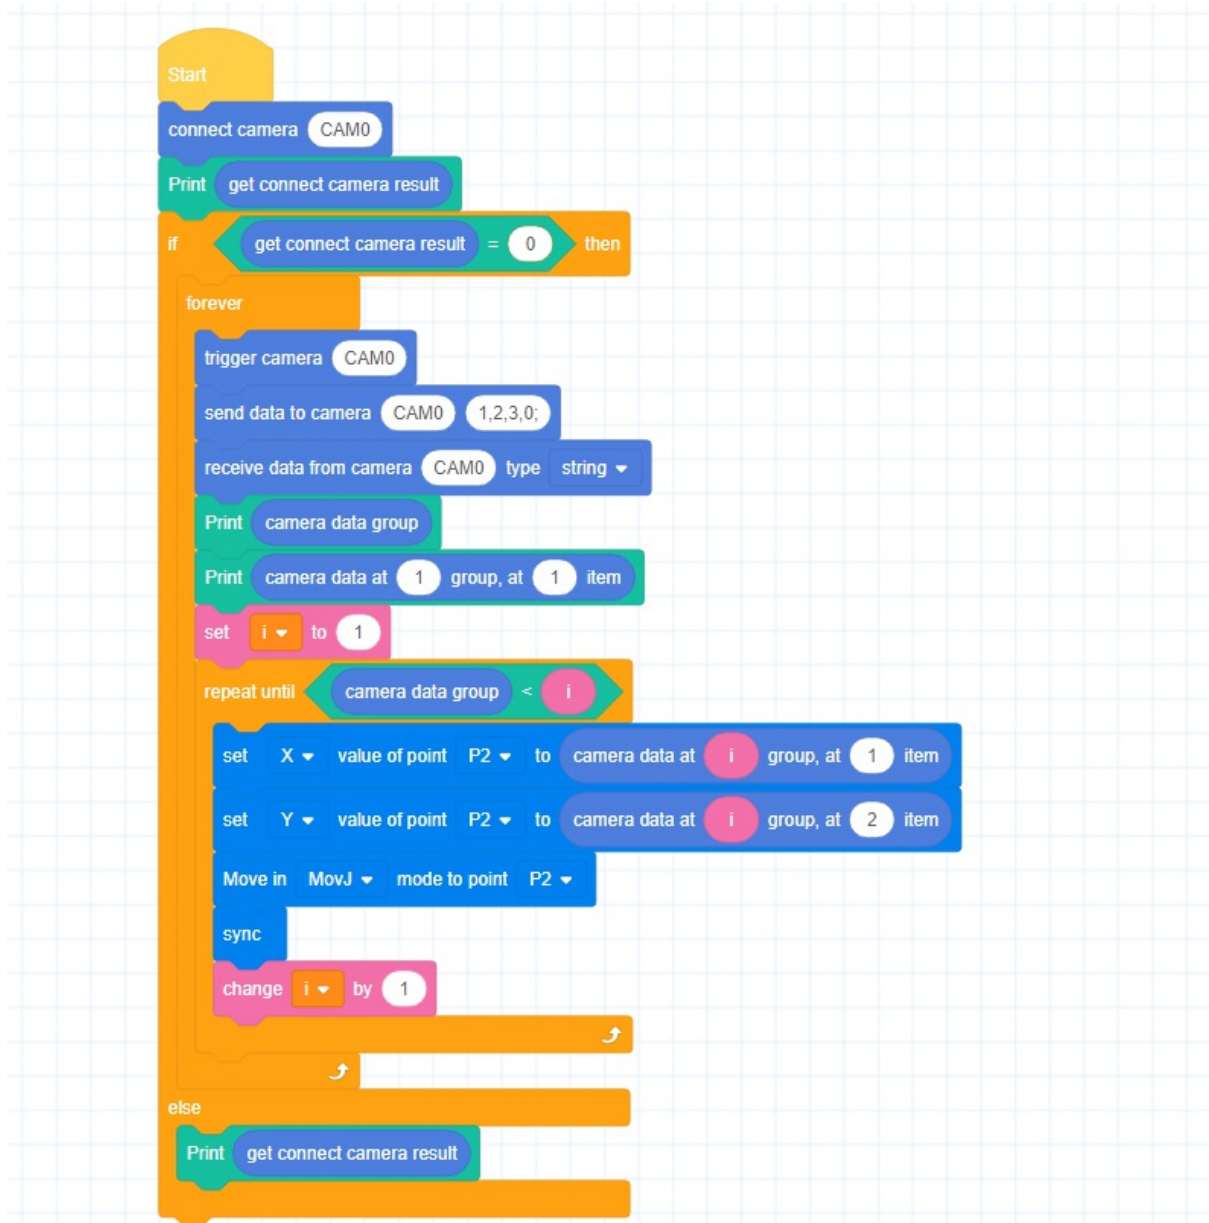 Start
connect camera CAM0
Print get connect camera result
if get connect camera result = 0 then
forever
trigger camera CAM0
send data to camera CAM0 1,2,3,0;
receive data from camera CAM0 type string
Print camera data group
Print camera data at 1 group, at 1 item
set i to 1
repeat until camera data group < i
set X value of point P2 to camera data at i group, at 1 item
set Y value of point P2 to camera data at i group, at 2 item
Move in MovJ mode to point P2
sync
change i by 1
else
Print get connect camera result